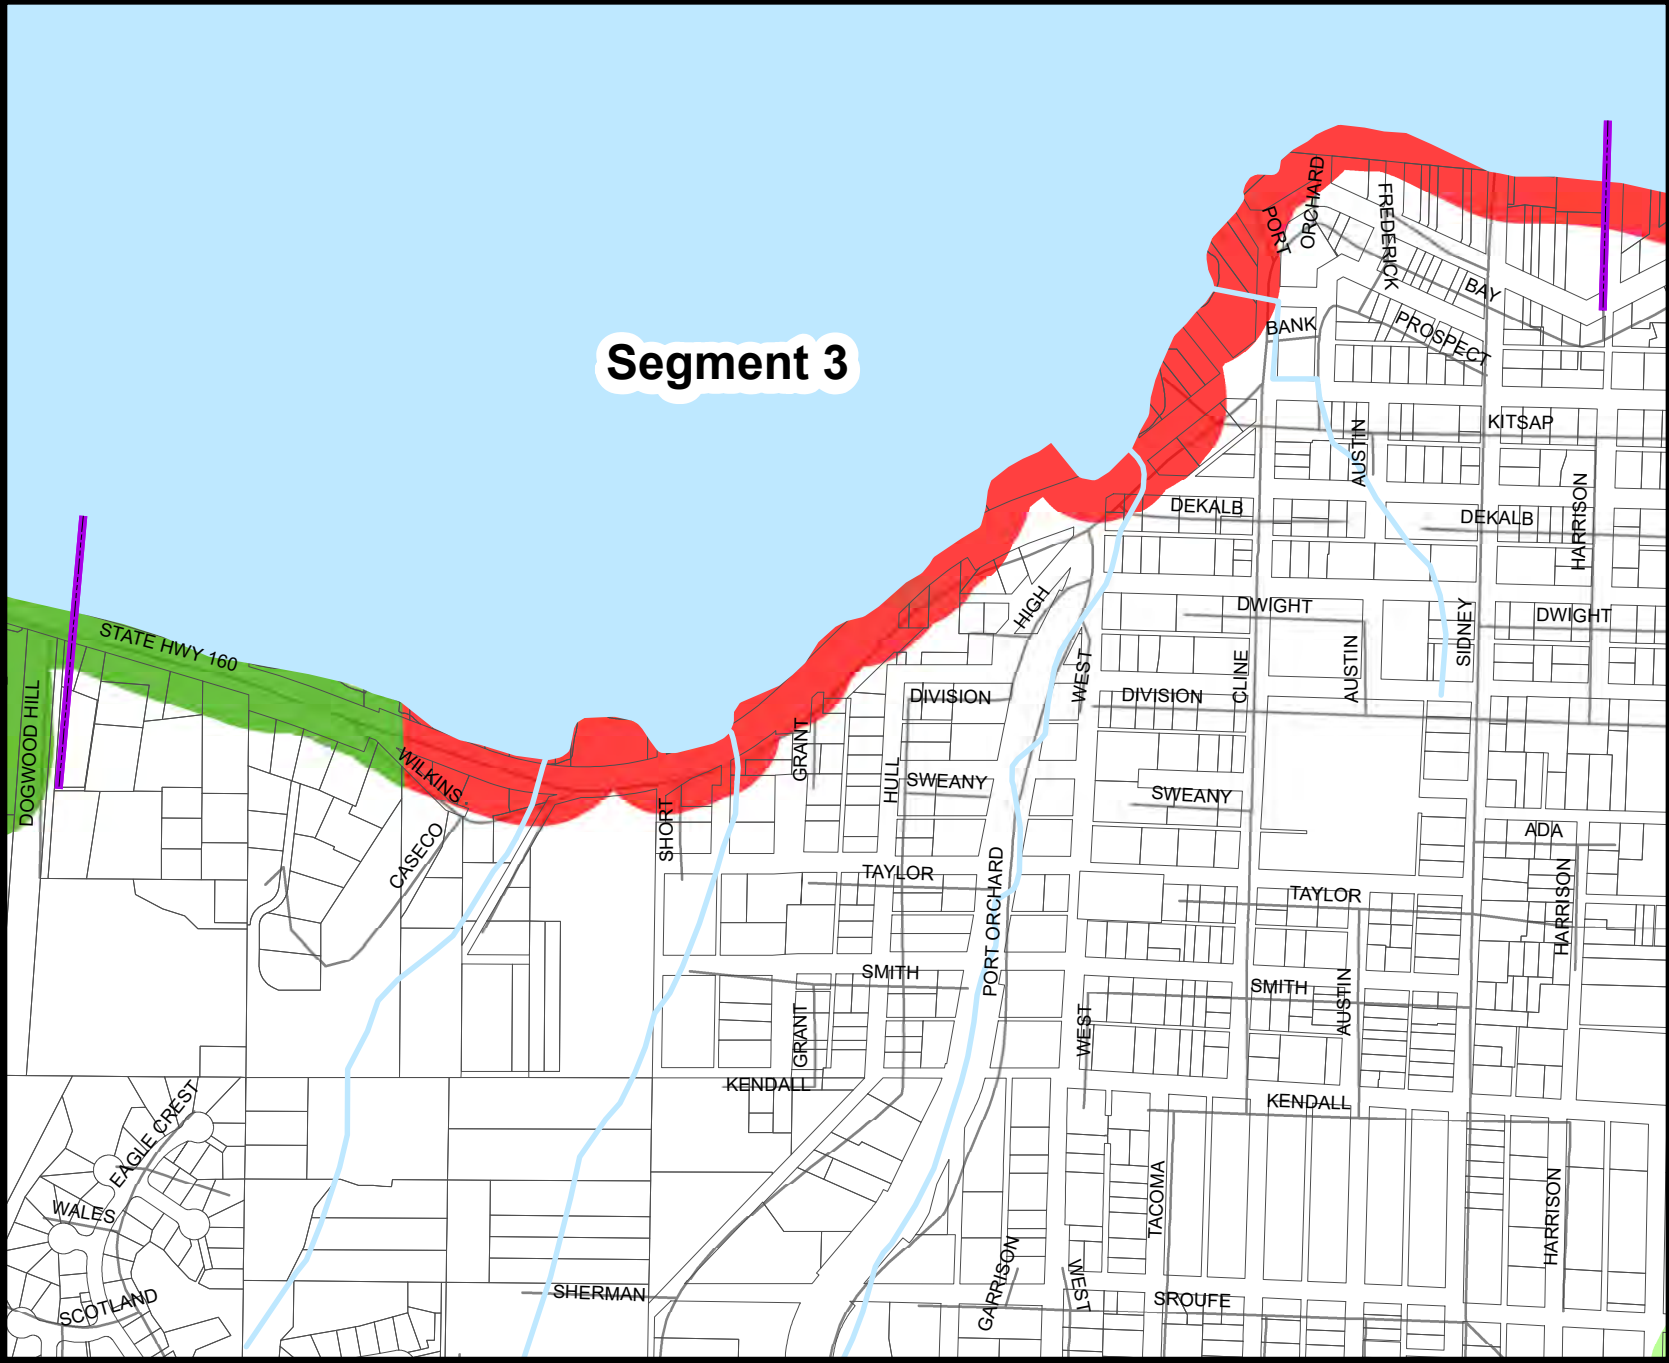 ORCHARD
FREDERICK
PORT
BAY
BANK
PROSPECT
Segment 3
KITSAP
AUSTIN
HARRISON
DEKALB
DEKALB
HIGH
DWIGHT
DWIGHT
STATE HWY 160
SIDNEY
CLINE
AUSTIN
WEST
DIVISION
DIVISION
DOGWOOD HILL
GRANT
WILKINS
HULL
SWEANY
SWEANY
SHORT
CASECO
ADA
TAYLOR
TAYLOR
HARRISON
PORT ORCHARD
SMITH
SMITH
AUSTIN
GRANT
WEST
KENDALL
KENDALL
EAGLE CREST
TACOMA
HARRISON
WALES
GARRISON
WEST
SCOTLAND
SHERMAN
SROUFE